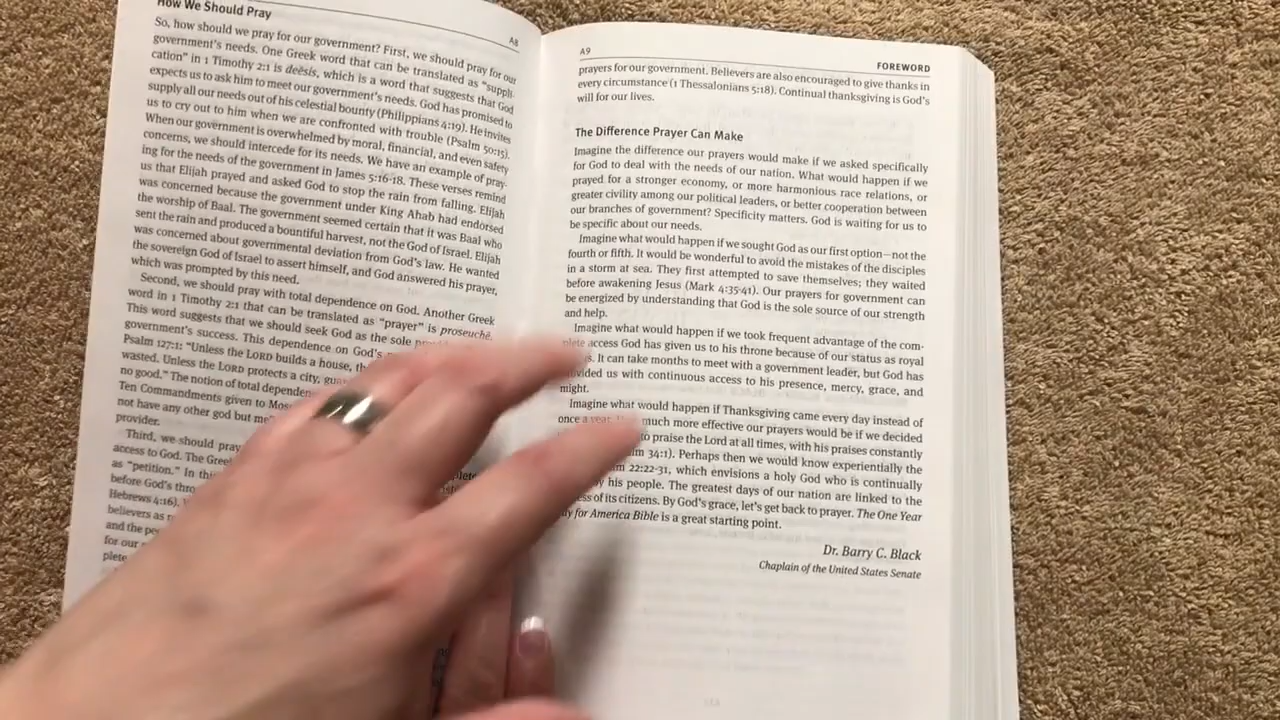 How We Should Pray
A8
So, how should we pray for our government? First, we should pray for our
government's needs. One Greek word that can be translated as "suppli-
cation" in 1 Timothy 2:1 is deēsis, which is a word that suggests that God
expects us to ask him to meet our government's needs. God has promised to
supply all our needs out of his celestial bounty (Philippians 4:19). He invites
us to cry out to him when we are confronted with trouble (Psalm 50:15).
When our government is overwhelmed by moral, financial, and even safety
concerns, we should intercede for its needs. We have an example of pray-
ing for the needs of the government in James 5:16-18. These verses remind
us that Elijah prayed and asked God to stop the rain from falling. Elijah
was concerned because the government under King Ahab had endorsed
the worship of Baal. The government seemed certain that it was Baal who
sent the rain and produced a bountiful harvest, not the God of Israel. Elijah
was concerned about governmental deviation from God's law. He wanted
the sovereign God of Israel to assert himself, and God answered his prayer,
which was prompted by this need.
Second, we should pray with total dependence on God. Another Greek
word in 1 Timothy 2:1 that can be translated as "prayer" is proseuchē.
This word suggests that we should seek God as the sole
government's success. This dependence on God's
Psalm 127:1: "Unless the LORD builds a house,
wasted. Unless the LORD protects a city,
no good." The notion of total
Ten Commandments given to
not have any other god but me"
provider.
Third, we should pray
access to God. The
as "petition." In
before God's
Hebrews 4:16).
believers as
and the
for our
A9
FOREWORD
prayers for our government. Believers are also encouraged to give thanks in
every circumstance (1 Thessalonians 5:18). Continual thanksgiving is God's
will for our lives.
The Difference Prayer Can Make
Imagine the difference our prayers would make if we asked specifically
for God to deal with the needs of our nation. What would happen if we
prayed for a stronger economy, or more harmonious race relations, or
greater civility among our political leaders, or better cooperation between
our branches of government? Specificity matters. God is waiting for us to
be specific about our needs.
Imagine what would happen if we sought God as our first option—not the
fourth or fifth. It would be wonderful to avoid the mistakes of the disciples
in a storm at sea. They first attempted to save themselves; they waited
before awakening Jesus (Mark 4:35-41). Our prayers for government can
be energized by understanding that God is the sole source of our strength
and help.
Imagine what would happen if we took frequent advantage of the com-
plete access God has given us to his throne because of our status as royal
It can take months to meet with a government leader, but God has
us with continuous access to his presence, mercy, grace, and
might.
Imagine what would happen if Thanksgiving came every day instead of
once a year. much more effective our prayers would be if we decided
to praise the Lord at all times, with his praises constantly
34:1). Perhaps then we would know experientially the
22:22-31, which envisions a holy God who is continually
his people. The greatest days of our nation are linked to the
of its citizens. By God's grace, let's get back to prayer. The One Year
for America Bible is a great starting point.
Dr. Barry C. Black
Chaplain of the United States Senate